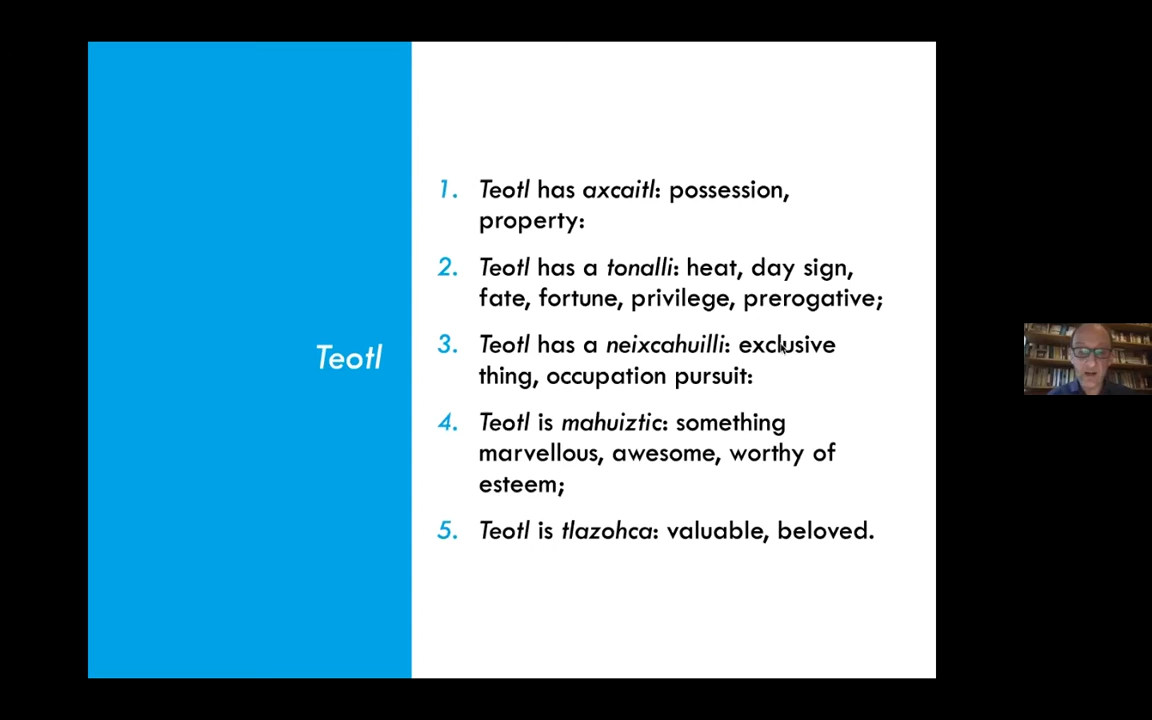 Teotl
1. Teotl has axcaitl: possession,
property:
2. Teotl has a tonalli: heat, day sign,
fate, fortune, privilege, prerogative;
3. Teotl has a neixcahuilli: exclusive
thing, occupation pursuit:
4. Teotl is mahuiztic: something
marvellous, awesome, worthy of
esteem;
5. Teotl is tlazohca: valuable, beloved.